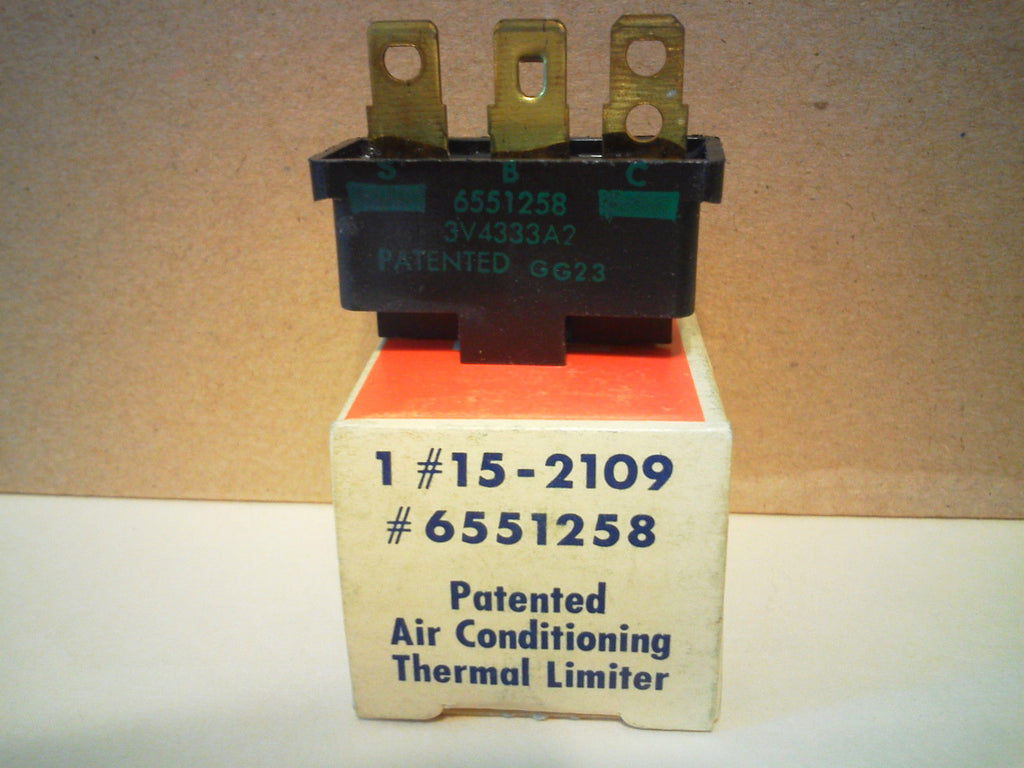 S B C
6551258
3V4333A2
PATENTED GG23
1 #15-2109
#6551258
Patented
Air Conditioning
Thermal Limiter